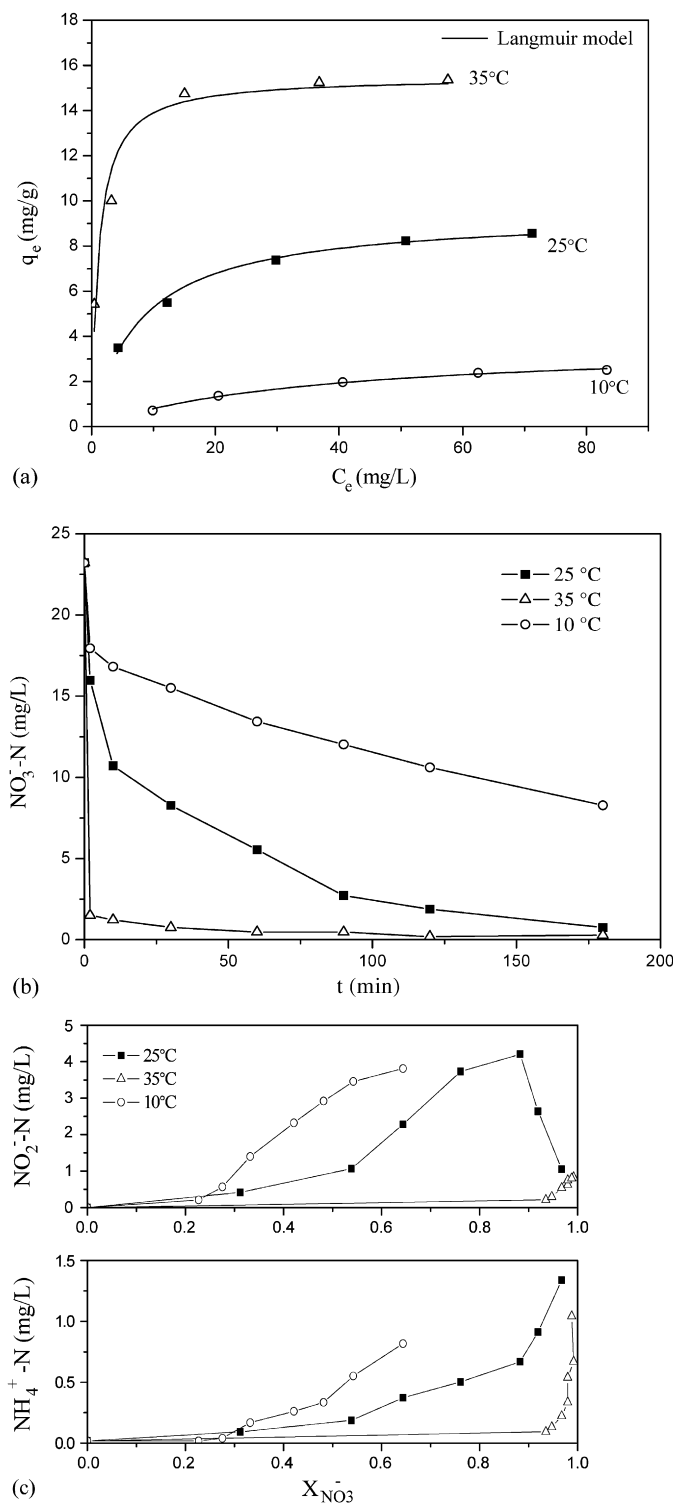 18
16
14
12
10
8
6
4
2
0
q_e (mg/g)
Langmuir model
35°C
25°C
10°C
0 20 40 60 80
(a)
C_e (mg/L)
25
20
15
10
5
0
NO₃⁻-N (mg/L)
25 °C
35 °C
10 °C
0 50 100 150 200
(b)
t (min)
5
4
3
2
1
0
NO₂⁻-N (mg/L)
25°C
35°C
10°C
0.0 0.2 0.4 0.6 0.8 1.0
1.5
1.0
0.5
0.0
NH₄⁺-N (mg/L)
0.0 0.2 0.4 0.6 0.8 1.0
(c)
X_NO3⁻